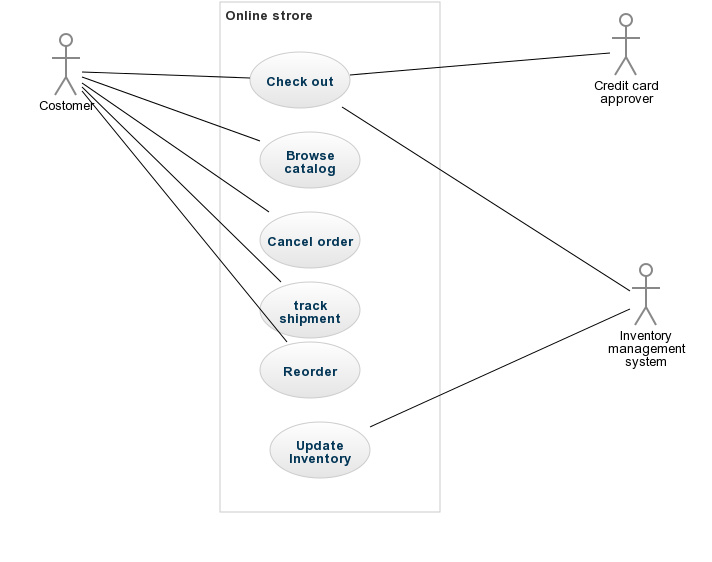 Online strore
Costomer
Check out
Credit card
approver
Browse
catalog
Cancel order
track
shipment
Reorder
Inventory
management
system
Update
Inventory